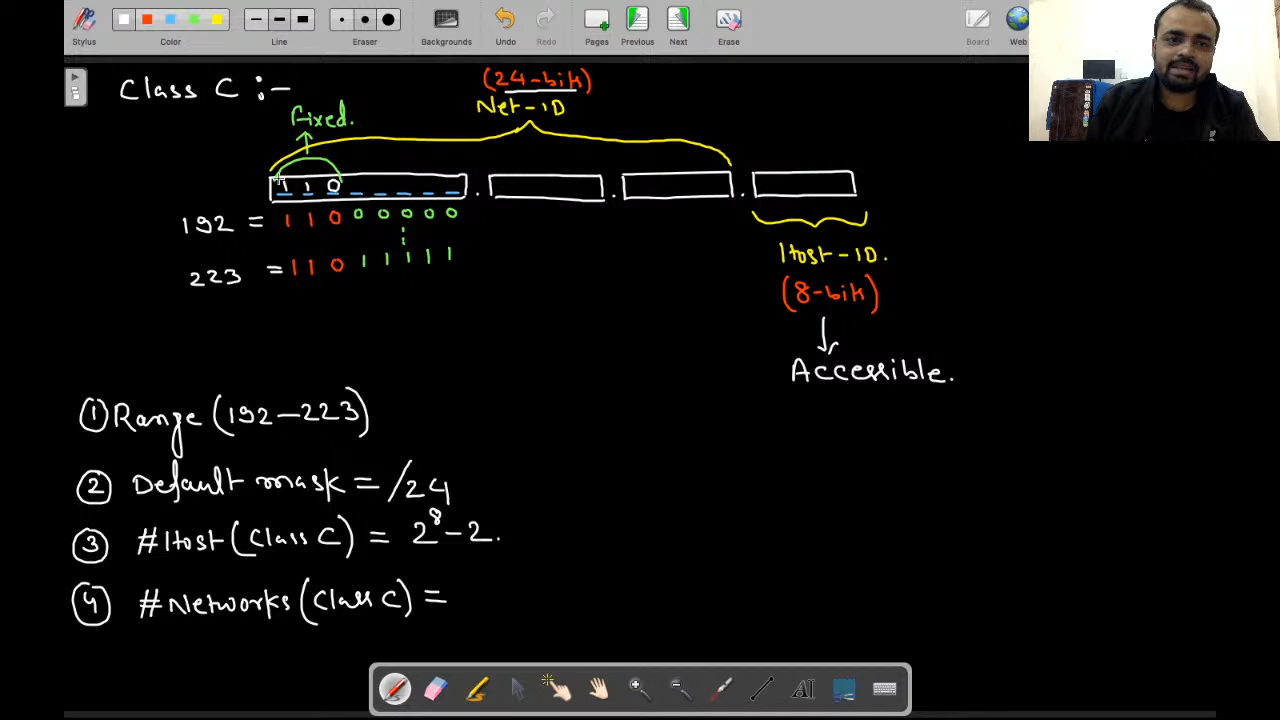 Stylus Color Line Eraser Backgrounds Undo Redo Pages Previous Next Erase Board Web
Class C :-
(24-bit)
Net-ID
Fixed.
1 1 0 _ _ _ _ _ . . .
192 = 1 1 0 0 0 0 0 0
223 = 1 1 0 1 1 1 1 1
Host-ID.
(8-bit)
Accessible.
① Range (192-223)
② Default mask = /24
③ #Host (Class C) = 2⁸-2.
④ #Networks (Class C) =